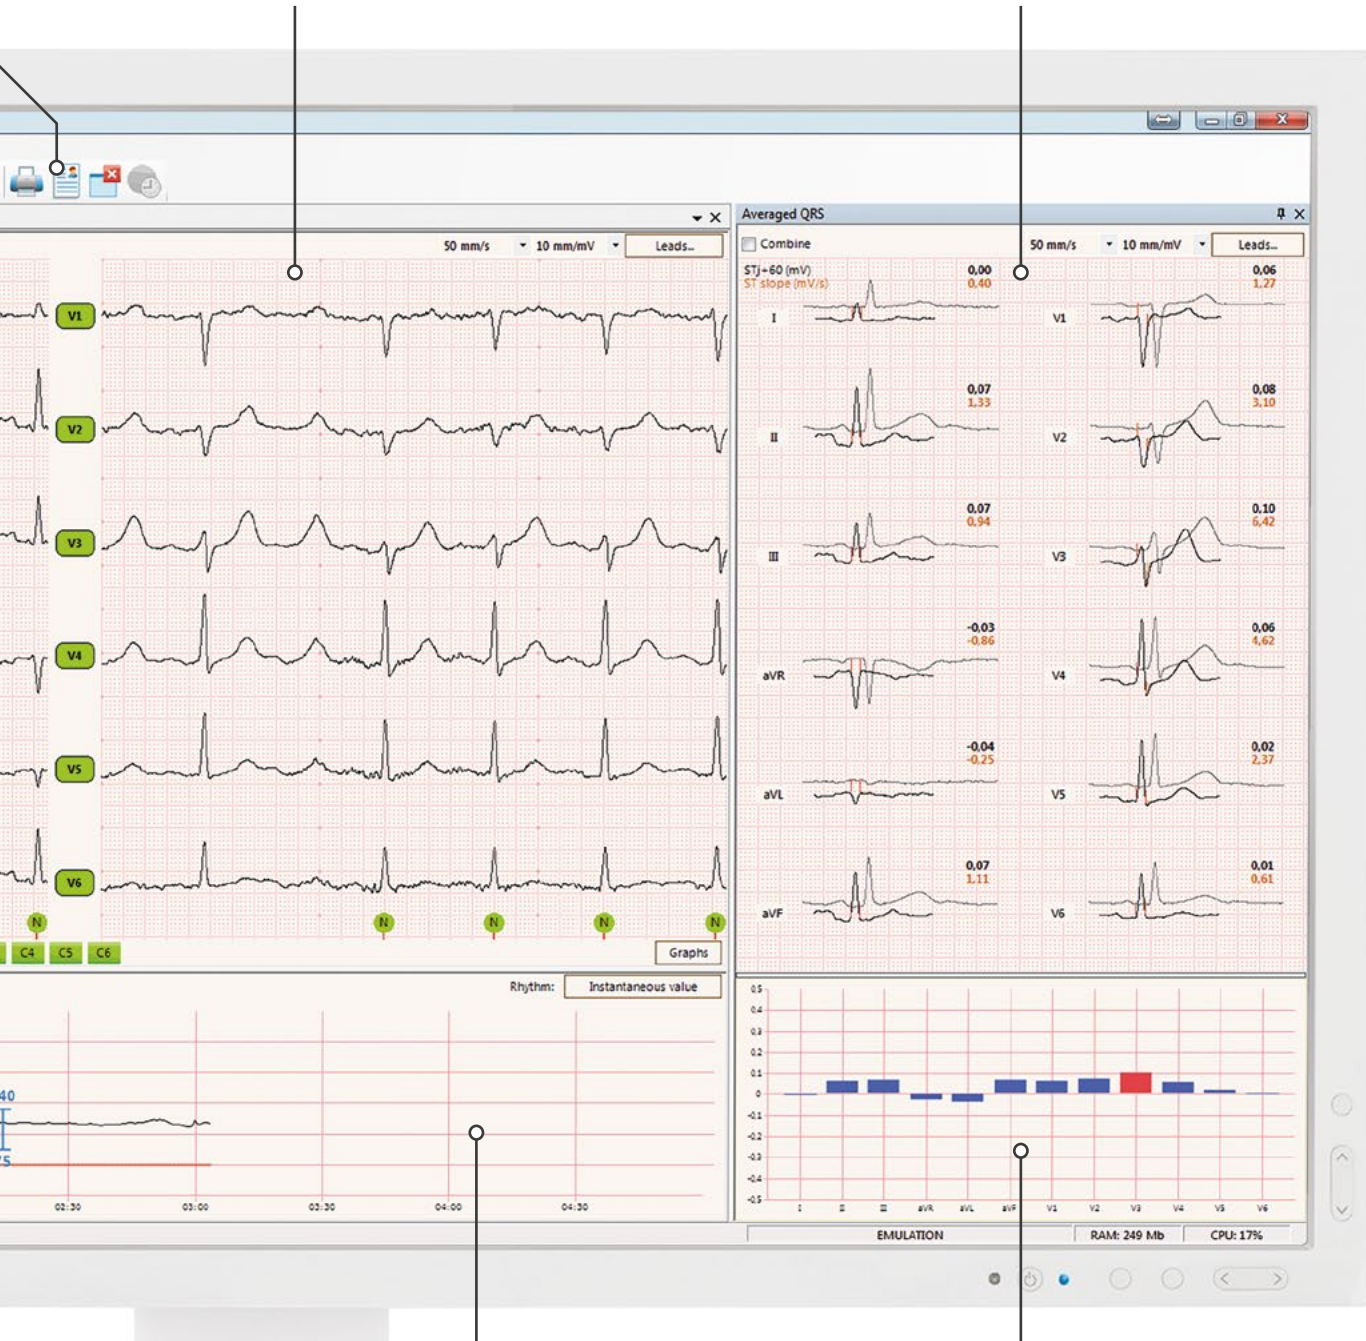 Averaged QRS
50 mm/s 10 mm/mV Leads...
Combine 50 mm/s 10 mm/mV Leads...
STj+60 (mV) 0,00 0,06
ST slope (mV/s) 0,40 1,27
V1
I V1
0,07 0,08
1,33 3,10
V2
II V2
0,07 0,10
0,94 6,42
V3
III V3
-0,03 0,06
-0,86 4,62
V4
aVR V4
-0,04 0,02
-0,25 2,37
V5
aVL V5
0,07 0,01
1,11 0,61
V6
aVF V6
N N N N N
C4 C5 C6 Graphs
Rhythm: Instantaneous value
0,5
0,4
0,3
0,2
0,1
0
-0,1
-0,2
-0,3
-0,4
-0,5
40
02:30 03:00 03:30 04:00 04:30
I II III aVR aVL aVF V1 V2 V3 V4 V5 V6
EMULATION RAM: 249 Mb CPU: 17%